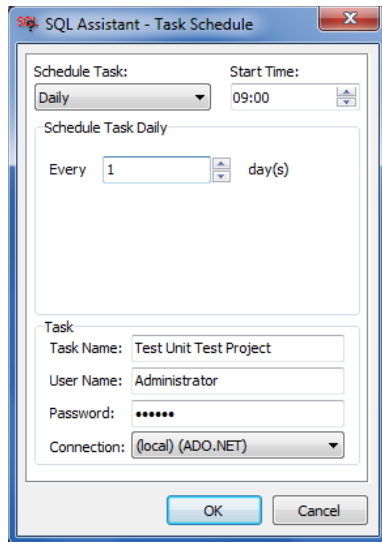 SQL SQL Assistant - Task Schedule
Schedule Task: Start Time:
Daily 09:00
Schedule Task Daily
Every 1 day(s)
Task
Task Name: Test Unit Test Project
User Name: Administrator
Password: ••••••
Connection: (local) (ADO.NET)
OK Cancel